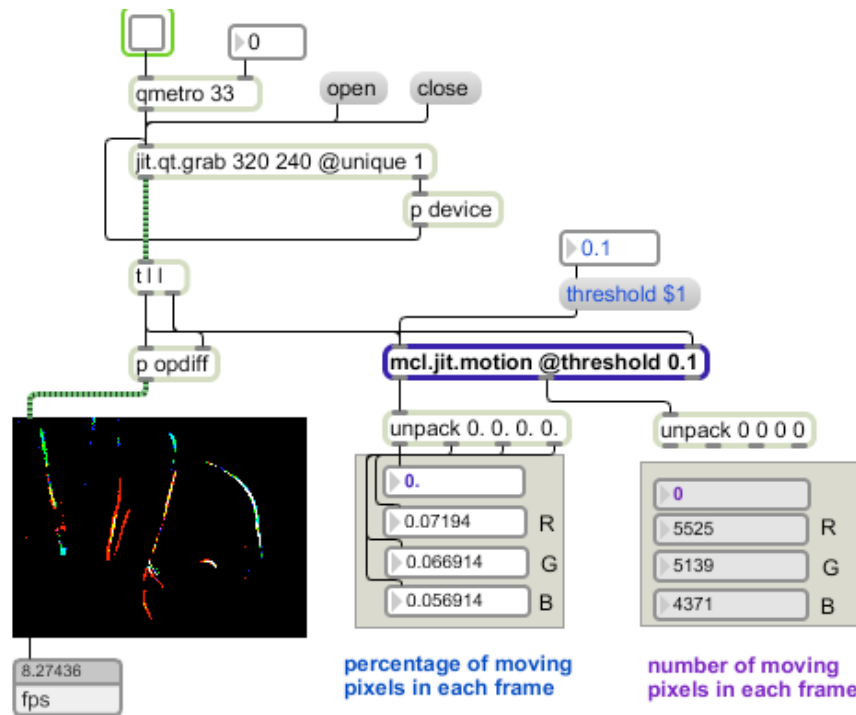 0
qmetro 33
open
close
jit.qt.grab 320 240 @unique 1
p device
0.1
t l l
threshold $1
p opdiff
mcl.jit.motion @threshold 0.1
unpack 0. 0. 0. 0.
unpack 0 0 0 0
0.
0
0.07194 R
5525 R
0.066914 G
5139 G
0.056914 B
4371 B
8.27436
fps
percentage of moving
pixels in each frame
number of moving
pixels in each frame